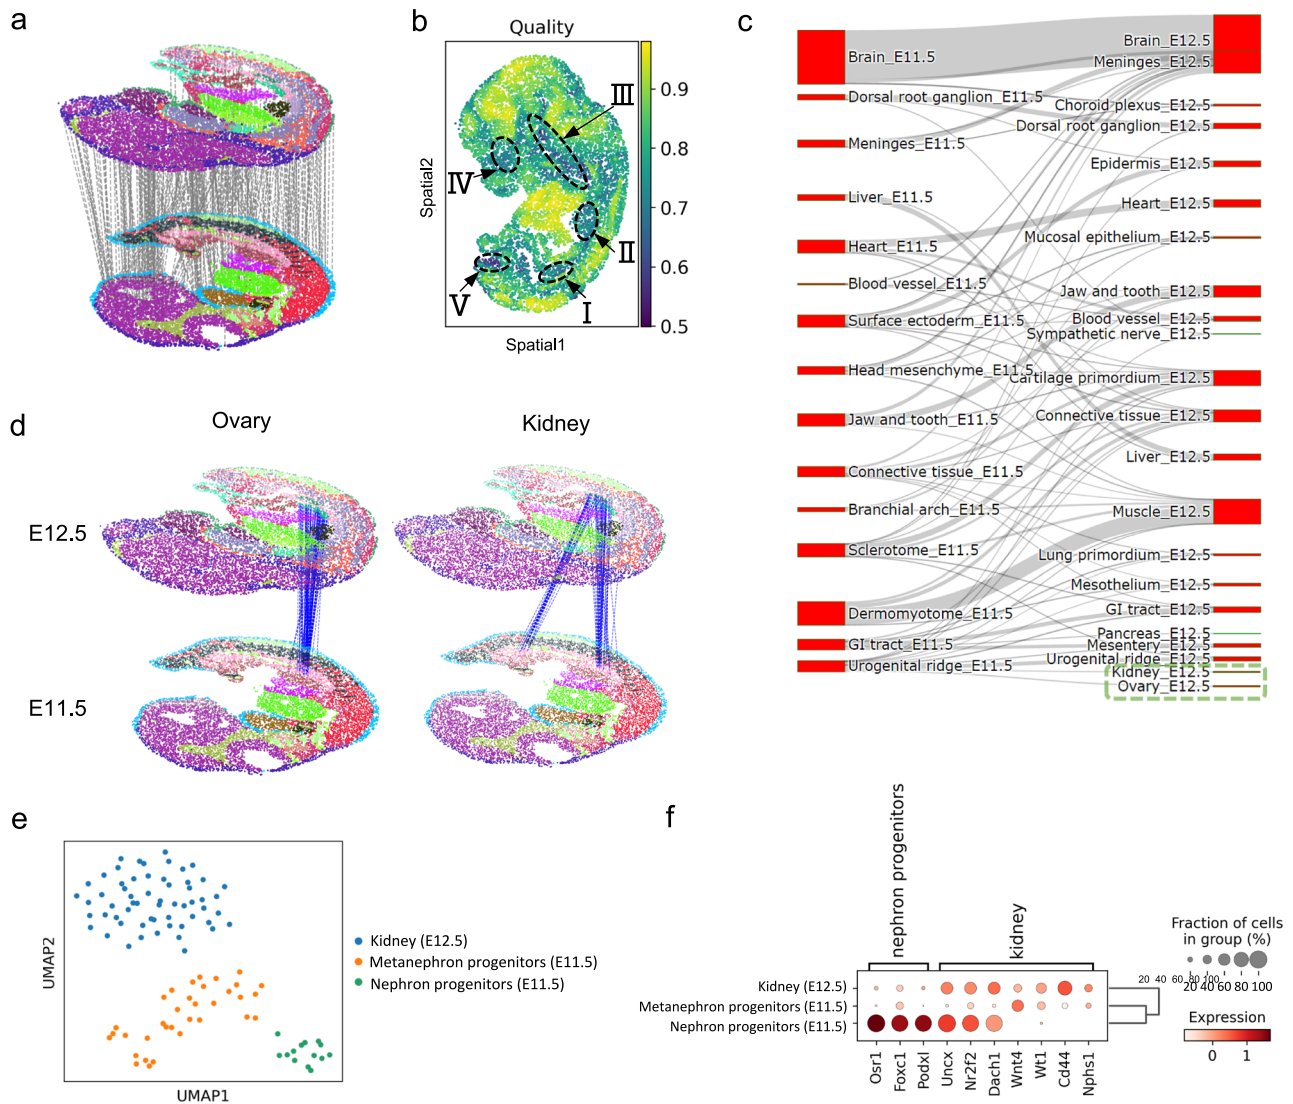 a
b
Quality
Spatial2
Spatial1
0.9
0.8
0.7
0.6
0.5
III
IV
II
V
I
c
Brain_E11.5
Dorsal root ganglion_E11.5
Meninges_E11.5
Liver_E11.5
Heart_E11.5
Blood vessel_E11.5
Surface ectoderm_E11.5
Head mesenchyme_E11.5
Jaw and tooth_E11.5
Connective tissue_E11.5
Branchial arch_E11.5
Sclerotome_E11.5
Dermomyotome_E11.5
GI tract_E11.5
Urogenital ridge_E11.5
Brain_E12.5
Meninges_E12.5
Choroid plexus_E12.5
Dorsal root ganglion_E12.5
Epidermis_E12.5
Heart_E12.5
Mucosal epithelium_E12.5
Jaw and tooth_E12.5
Blood vessel_E12.5
Sympathetic nerve_E12.5
Cartilage primordium_E12.5
Connective tissue_E12.5
Liver_E12.5
Muscle_E12.5
Lung primordium_E12.5
Mesothelium_E12.5
GI tract_E12.5
Pancreas_E12.5
Mesentery_E12.5
Urogenital ridge_E12.5
Kidney_E12.5
Ovary_E12.5
d
Ovary
Kidney
E12.5
E11.5
e
UMAP2
UMAP1
Kidney (E12.5)
Metanephron progenitors (E11.5)
Nephron progenitors (E11.5)
f
nephron progenitors
kidney
Kidney (E12.5)
Metanephron progenitors (E11.5)
Nephron progenitors (E11.5)
Osr1
Foxc1
Podxl
Uncx
Nr2f2
Dach1
Wnt4
Wt1
Cd44
Nphs1
Fraction of cells
in group (%)
20 40 60 80 100
20 40 60 80 100
Expression
0 1